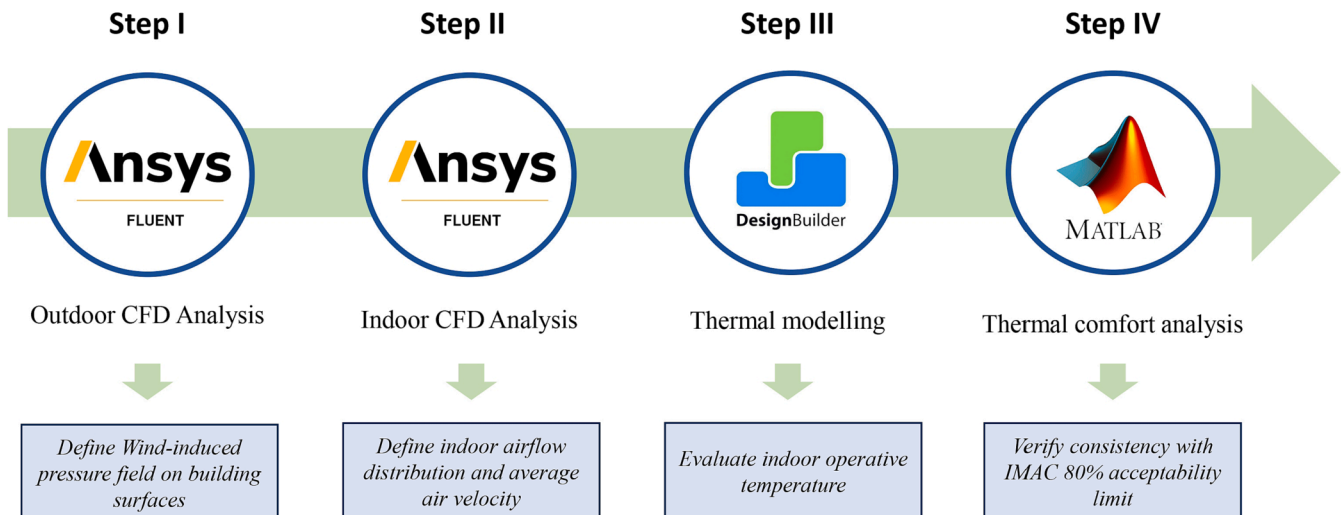 Step I
Step II
Step III
Step IV
Ansys
FLUENT
Ansys
FLUENT
DesignBuilder
MATLAB
Outdoor CFD Analysis
Indoor CFD Analysis
Thermal modelling
Thermal comfort analysis
Define Wind-induced
pressure field on building
surfaces
Define indoor airflow
distribution and average
air velocity
Evaluate indoor operative
temperature
Verify consistency with
IMAC 80% acceptability
limit